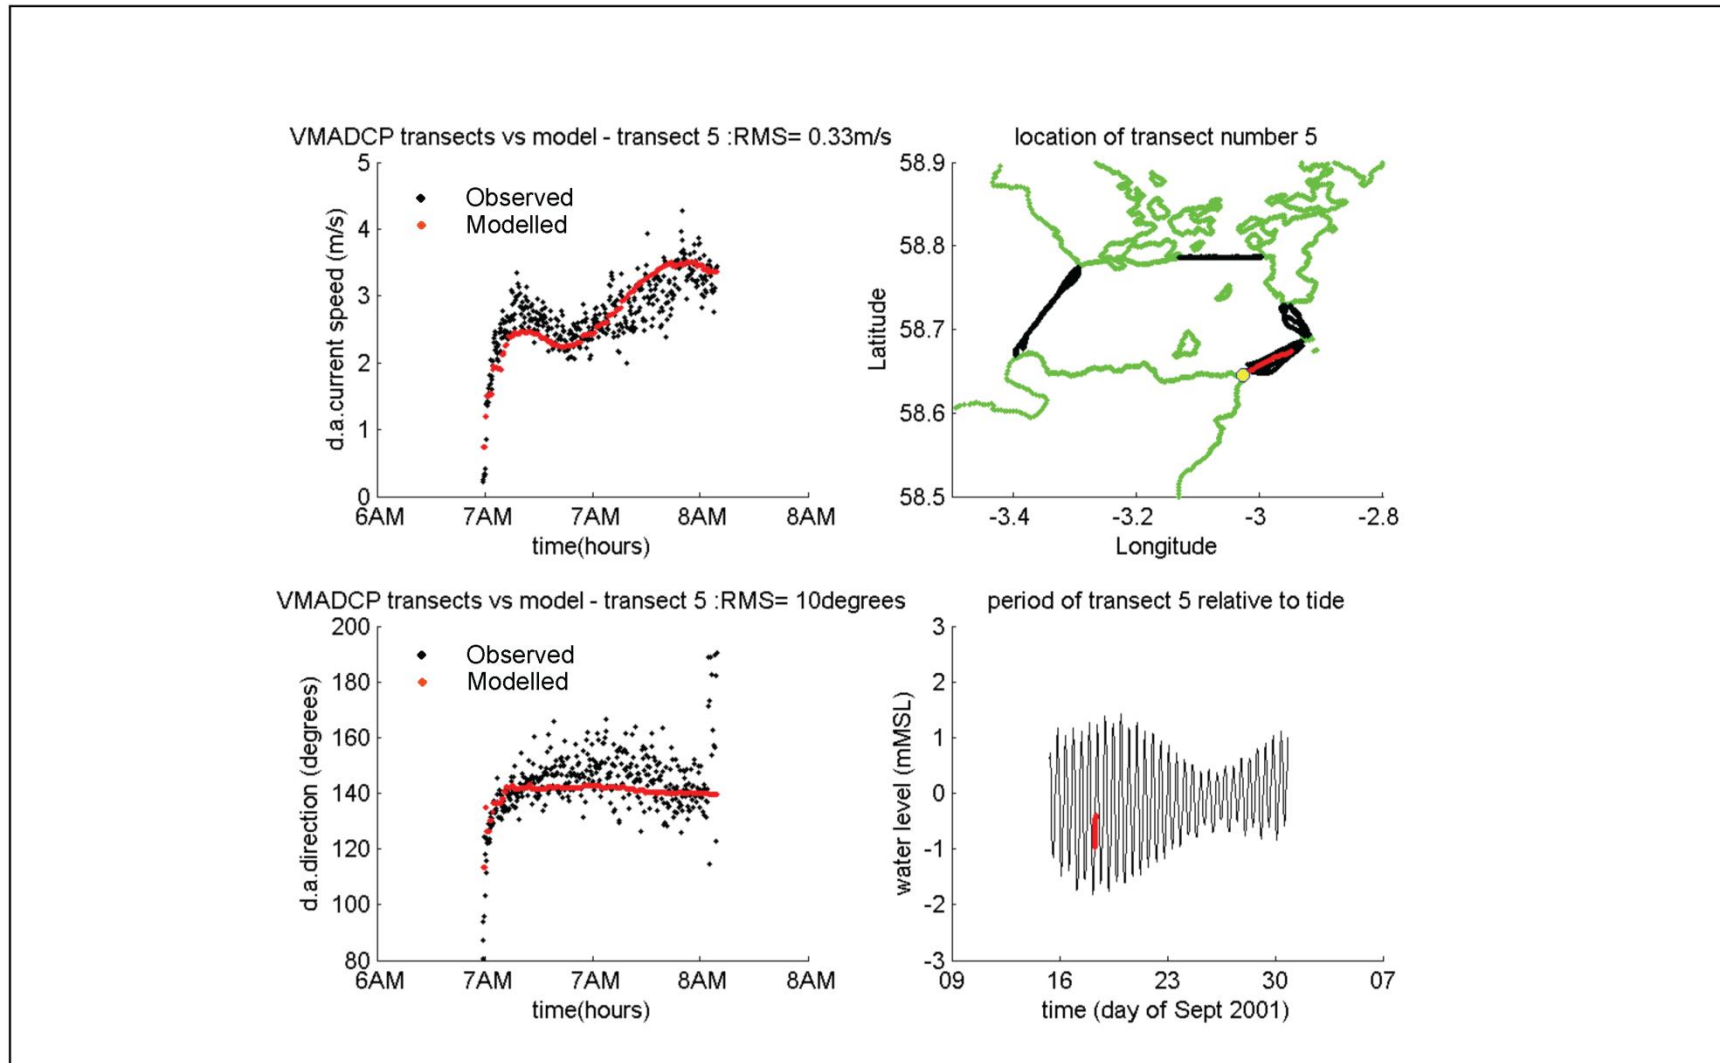 VMADCP transects vs model - transect 5 :RMS= 0.33m/s
5
4
3
2
1
0
d.a.current speed (m/s)
Observed
Modelled
6AM 7AM 7AM 8AM 8AM
time(hours)
location of transect number 5
58.9
58.8
58.7
58.6
58.5
Latitude
-3.4 -3.2 -3 -2.8
Longitude
VMADCP transects vs model - transect 5 :RMS= 10degrees
200
180
160
140
120
100
80
d.a.direction (degrees)
Observed
Modelled
6AM 7AM 7AM 8AM 8AM
time(hours)
period of transect 5 relative to tide
3
2
1
0
-1
-2
-3
water level (mMSL)
09 16 23 30 07
time (day of Sept 2001)